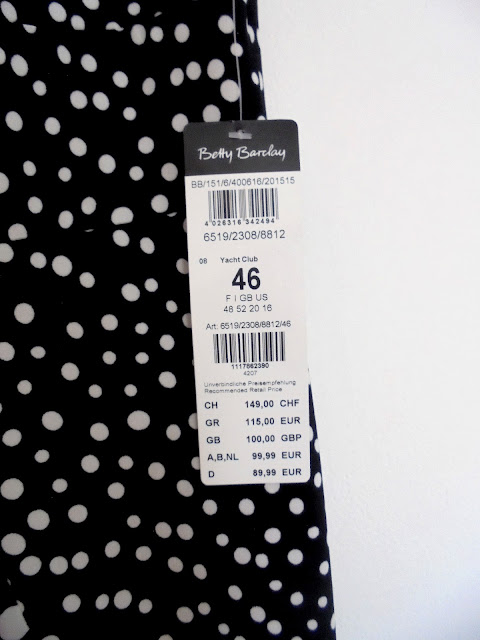 Betty Barclay
BB/151/6/400616/201515
4 026316 342494
6519/2308/8812
08 Yacht Club
46
F I GB US
48 52 20 16
Art: 6519/2308/8812/46
1117862390
4207
Unverbindliche Preisempfehlung
Recommended Retail Price
CH 149,00 CHF
GR 115,00 EUR
GB 100,00 GBP
A,B,NL 99,99 EUR
D 89,99 EUR